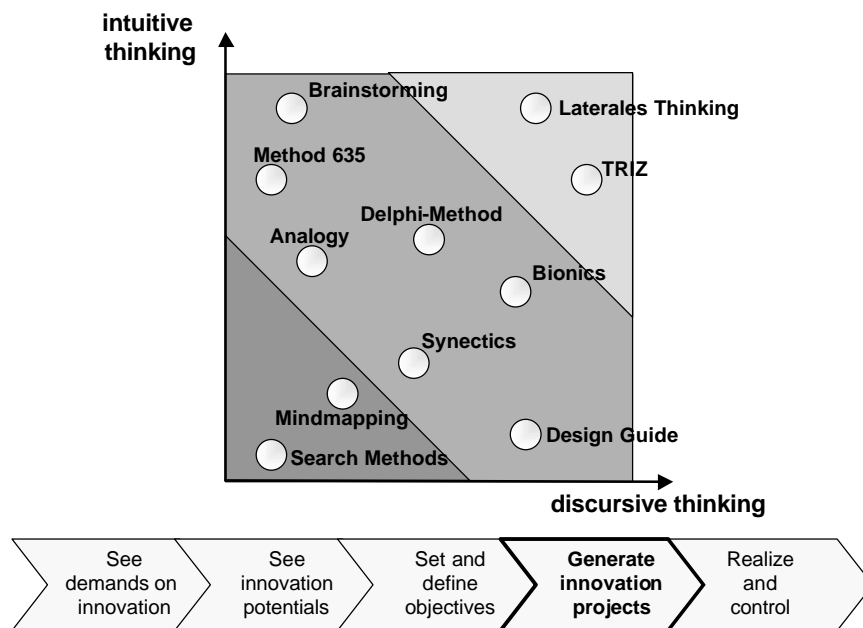 intuitive
thinking
Brainstorming
Laterales Thinking
Method 635
TRIZ
Delphi-Method
Analogy
Bionics
Synectics
Mindmapping
Design Guide
Search Methods
discursive thinking
See
demands on
innovation
See
innovation
potentials
Set and
define
objectives
Generate
innovation
projects
Realize
and
control